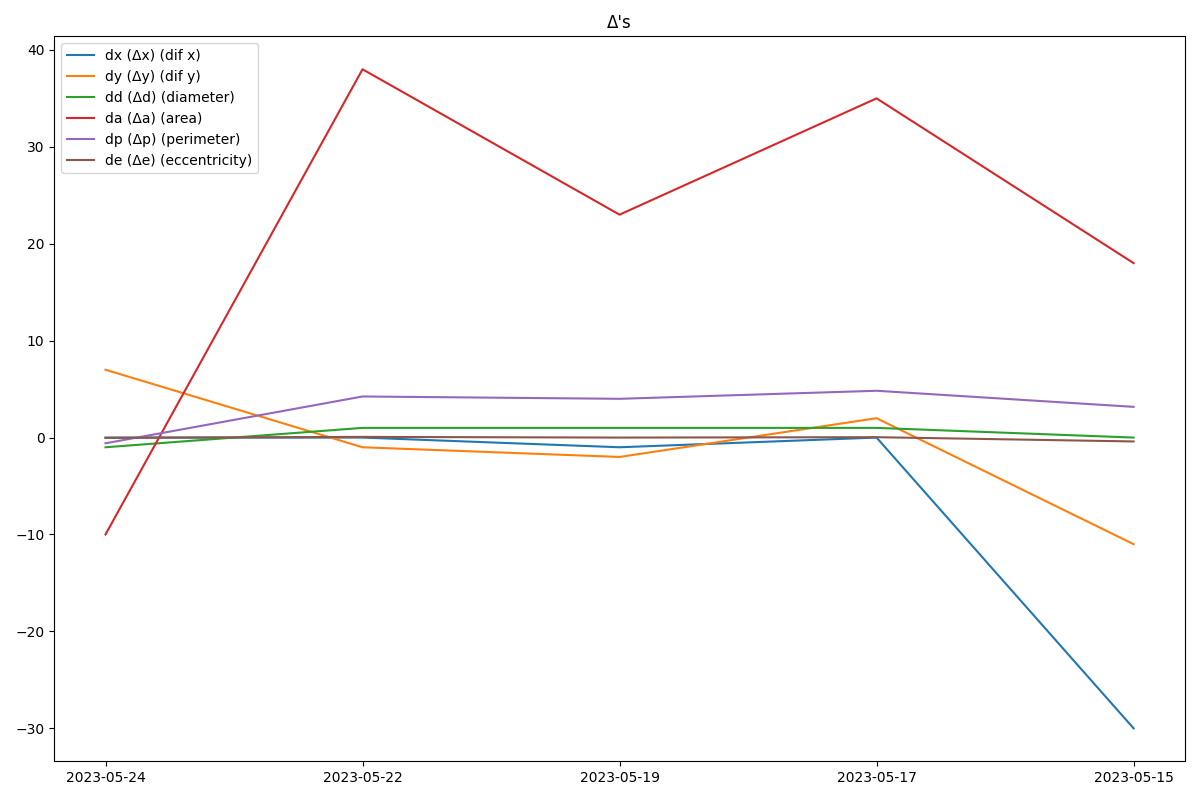 Δ's
dx (Δx) (dif x)
dy (Δy) (dif y)
dd (Δd) (diameter)
da (Δa) (area)
dp (Δp) (perimeter)
de (Δe) (eccentricity)
40
30
20
10
0
−10
−20
−30
2023-05-24 2023-05-22 2023-05-19 2023-05-17 2023-05-15